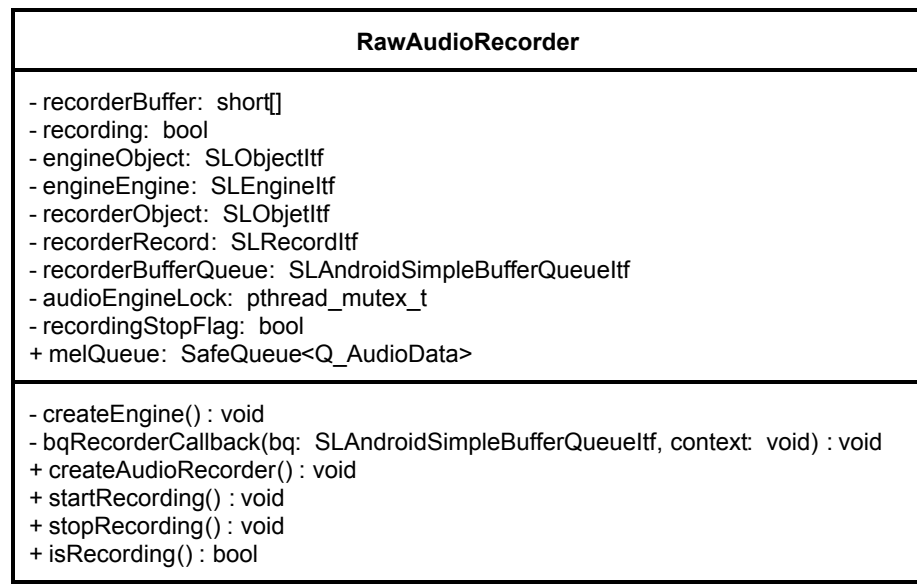 RawAudioRecorder
- recorderBuffer: short[]
- recording: bool
- engineObject: SLObjectItf
- engineEngine: SLEngineItf
- recorderObject: SLObjetItf
- recorderRecord: SLRecordItf
- recorderBufferQueue: SLAndroidSimpleBufferQueueItf
- audioEngineLock: pthread_mutex_t
- recordingStopFlag: bool
+ melQueue: SafeQueue<Q_AudioData>
- createEngine() : void
- bqRecorderCallback(bq: SLAndroidSimpleBufferQueueItf, context: void) : void
+ createAudioRecorder() : void
+ startRecording() : void
+ stopRecording() : void
+ isRecording() : bool